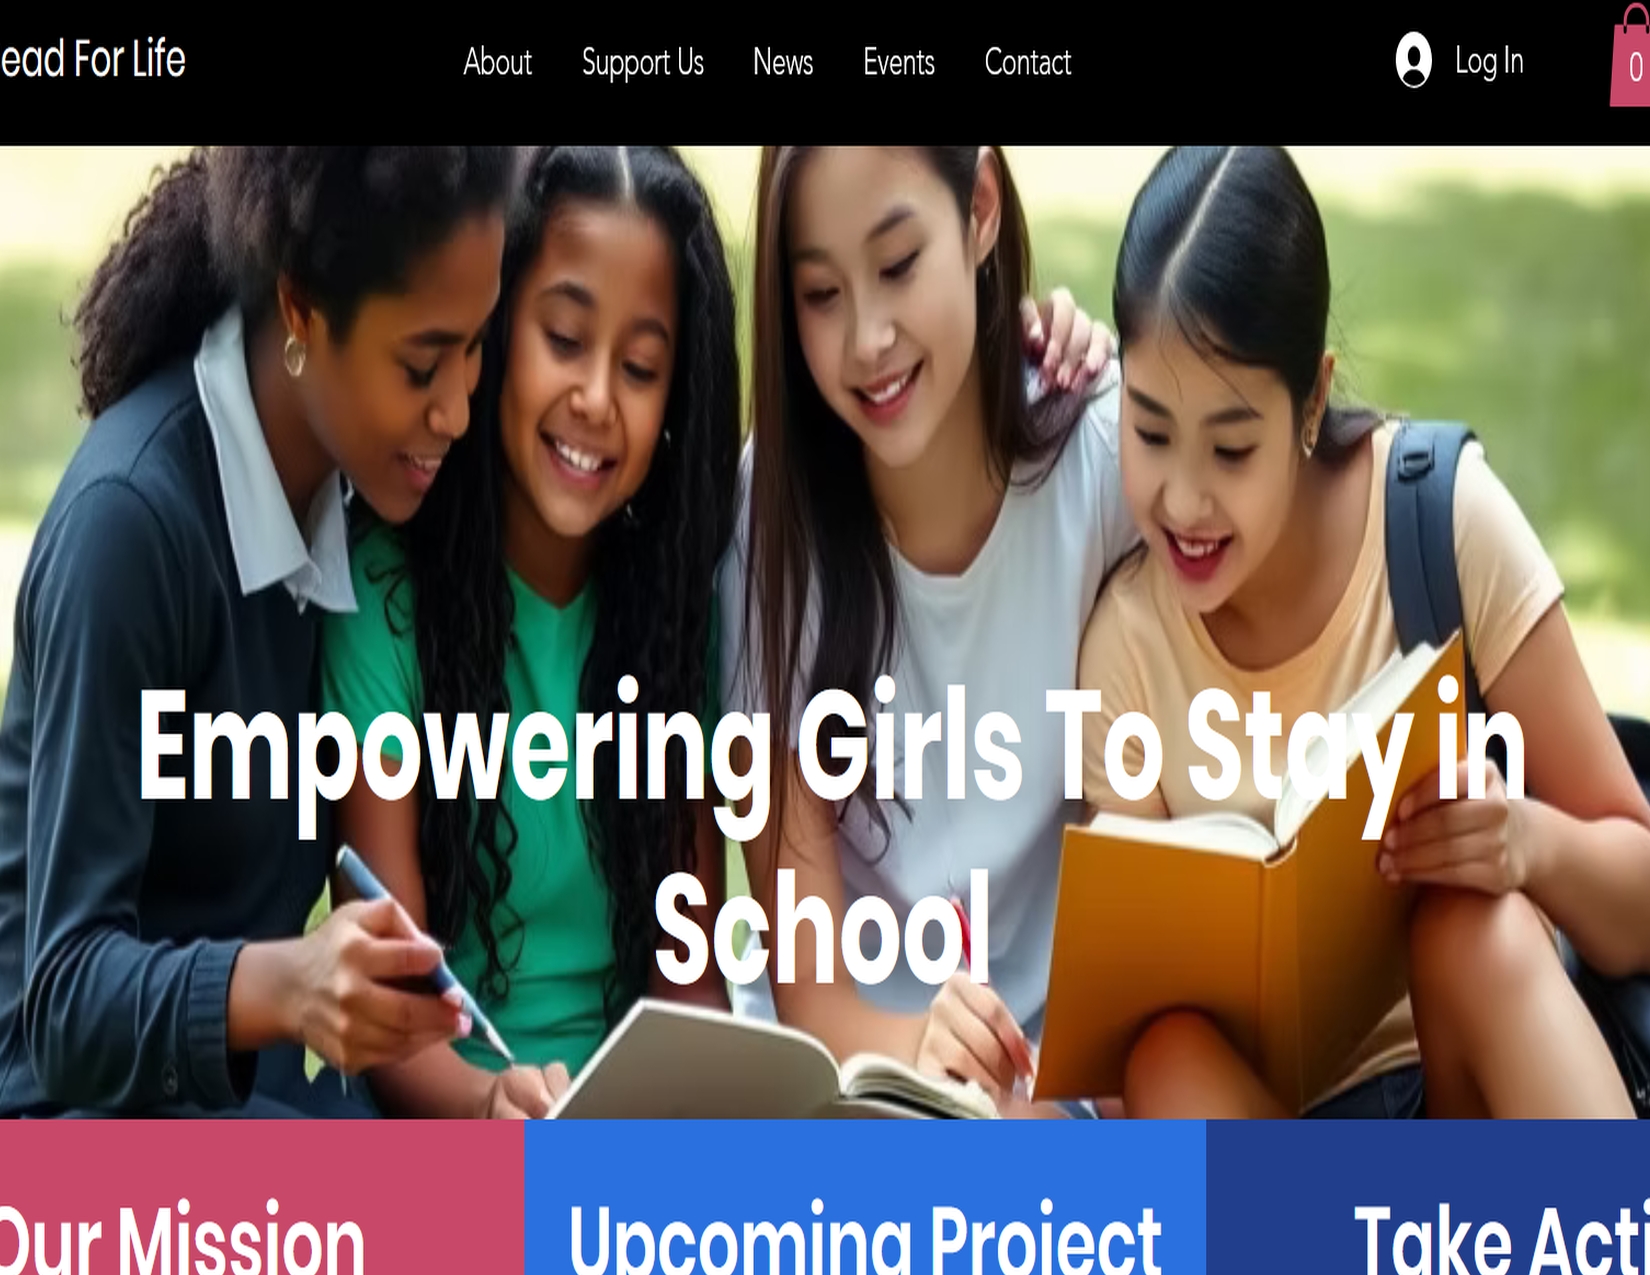 ead For Life
About Support Us News Events Contact
Log In
0
Empowering Girls To Stay in
School
Our Mission
Upcoming Project
Take Acti